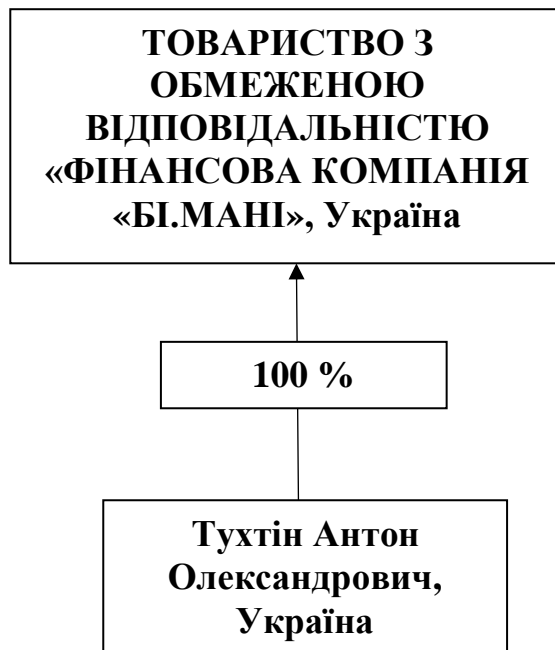 ТОВАРИСТВО З
ОБМЕЖЕНОЮ
ВІДПОВІДАЛЬНІСТЮ
«ФІНАНСОВА КОМПАНІЯ
«БІ.МАНІ», Україна
100 %
Тухтін Антон
Олександрович,
Україна